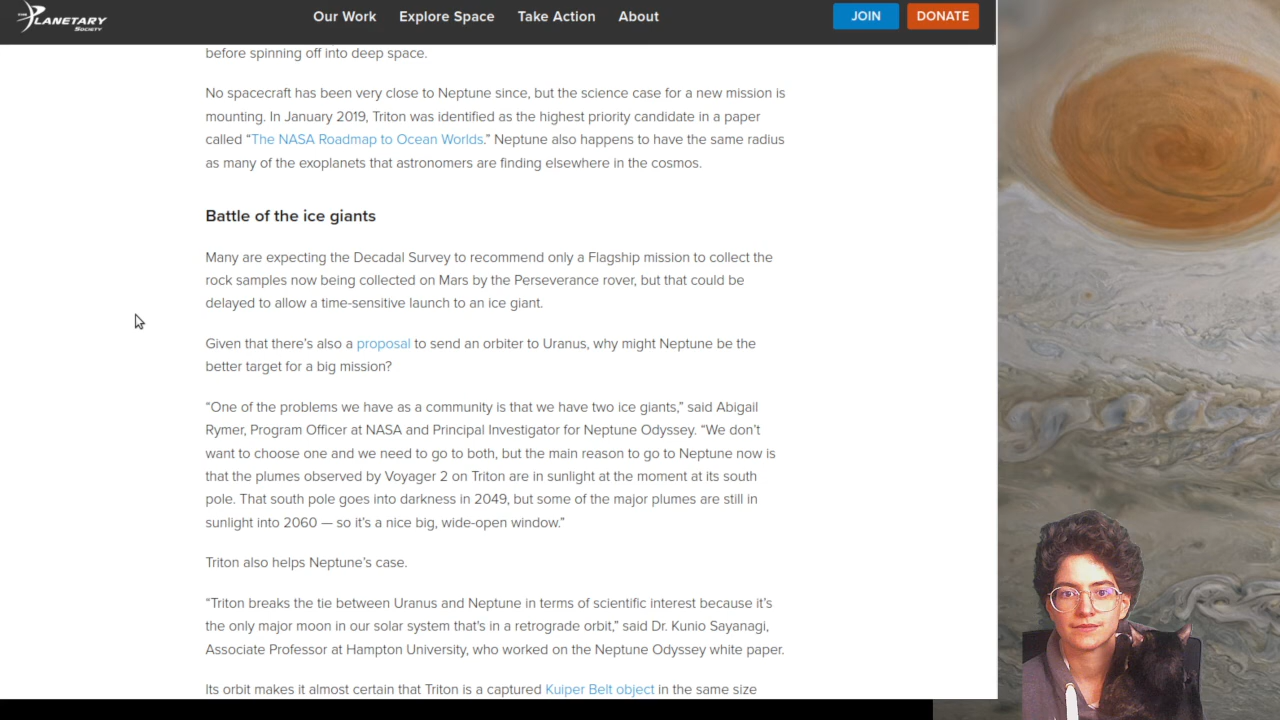 THE PLANETARY SOCIETY
Our Work Explore Space Take Action About JOIN DONATE
before spinning off into deep space.
No spacecraft has been very close to Neptune since, but the science case for a new mission is
mounting. In January 2019, Triton was identified as the highest priority candidate in a paper
called “The NASA Roadmap to Ocean Worlds.” Neptune also happens to have the same radius
as many of the exoplanets that astronomers are finding elsewhere in the cosmos.
Battle of the ice giants
Many are expecting the Decadal Survey to recommend only a Flagship mission to collect the
rock samples now being collected on Mars by the Perseverance rover, but that could be
delayed to allow a time-sensitive launch to an ice giant.
Given that there’s also a proposal to send an orbiter to Uranus, why might Neptune be the
better target for a big mission?
“One of the problems we have as a community is that we have two ice giants,” said Abigail
Rymer, Program Officer at NASA and Principal Investigator for Neptune Odyssey. “We don’t
want to choose one and we need to go to both, but the main reason to go to Neptune now is
that the plumes observed by Voyager 2 on Triton are in sunlight at the moment at its south
pole. That south pole goes into darkness in 2049, but some of the major plumes are still in
sunlight into 2060 — so it’s a nice big, wide-open window.”
Triton also helps Neptune’s case.
“Triton breaks the tie between Uranus and Neptune in terms of scientific interest because it’s
the only major moon in our solar system that's in a retrograde orbit,” said Dr. Kunio Sayanagi,
Associate Professor at Hampton University, who worked on the Neptune Odyssey white paper.
Its orbit makes it almost certain that Triton is a captured Kuiper Belt object in the same size